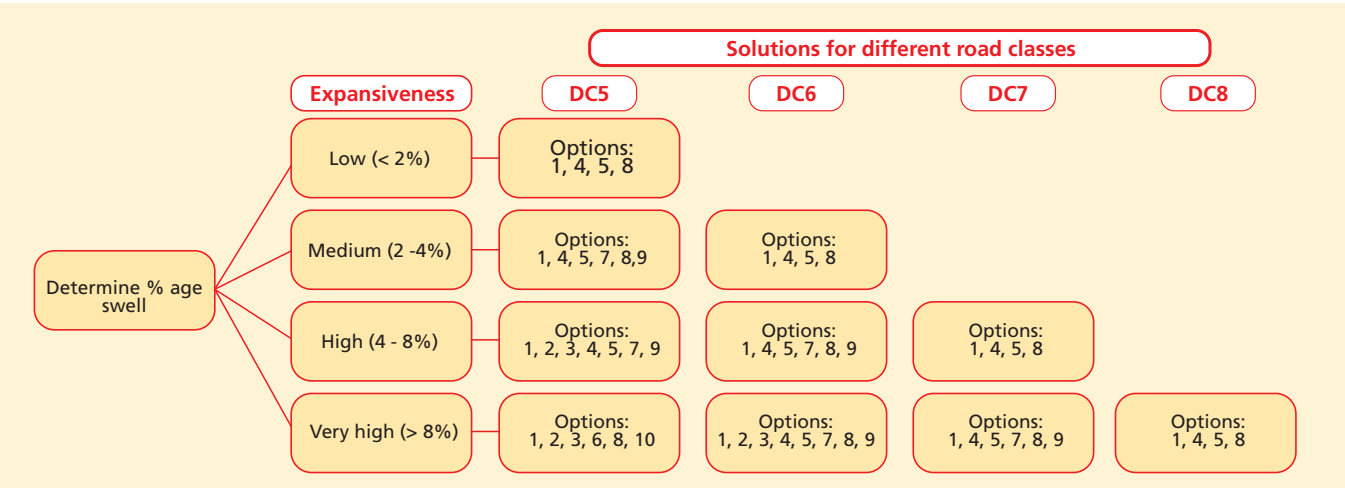 Solutions for different road classes
Expansiveness
DC5
DC6
DC7
DC8
Low (< 2%)
Options:
1, 4, 5, 8
Medium (2 -4%)
Options:
1, 4, 5, 7, 8,9
Options:
1, 4, 5, 8
Determine % age
swell
High (4 - 8%)
Options:
1, 2, 3, 4, 5, 7, 9
Options:
1, 4, 5, 7, 8, 9
Options:
1, 4, 5, 8
Very high (> 8%)
Options:
1, 2, 3, 6, 8, 10
Options:
1, 2, 3, 4, 5, 7, 8, 9
Options:
1, 4, 5, 7, 8, 9
Options:
1, 4, 5, 8